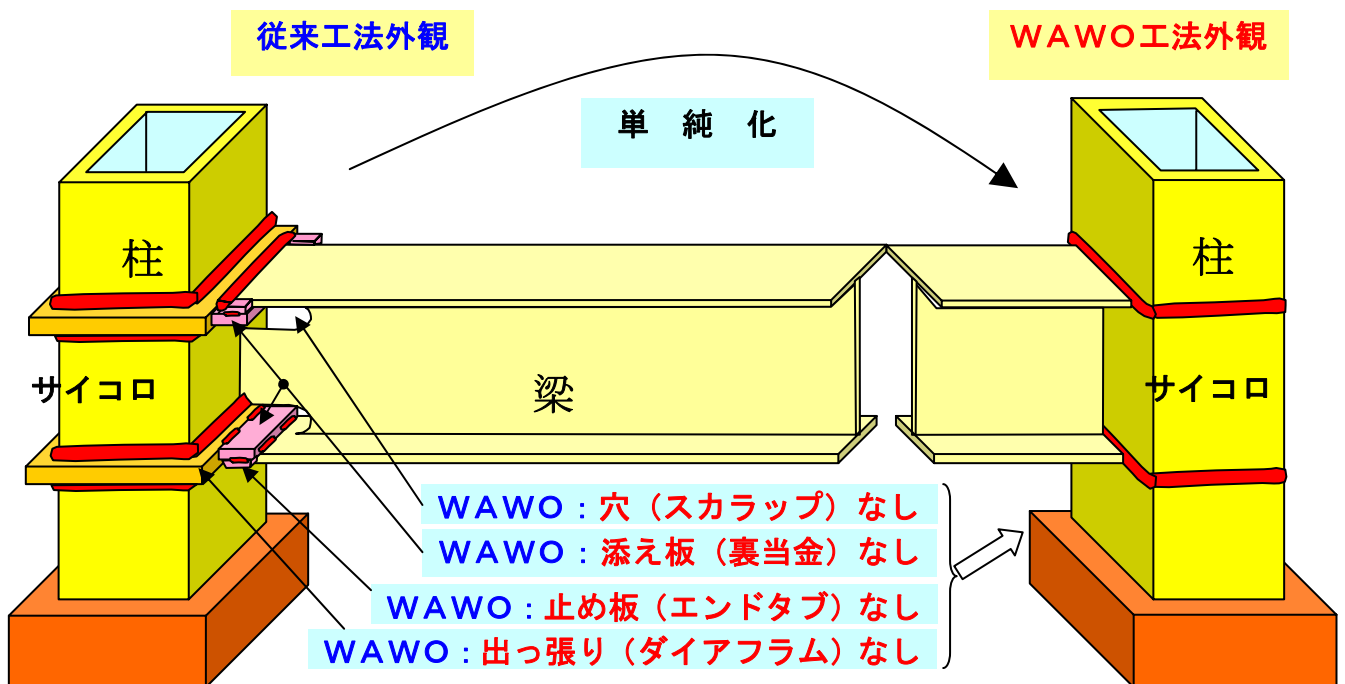 従来工法外観
WAWO工法外観
単 純 化
柱
柱
サイコロ
梁
サイコロ
WAWO：穴（スカラップ）なし
WAWO：添え板（裏当金）なし
WAWO：止め板（エンドタブ）なし
WAWO：出っ張り（ダイアフラム）なし